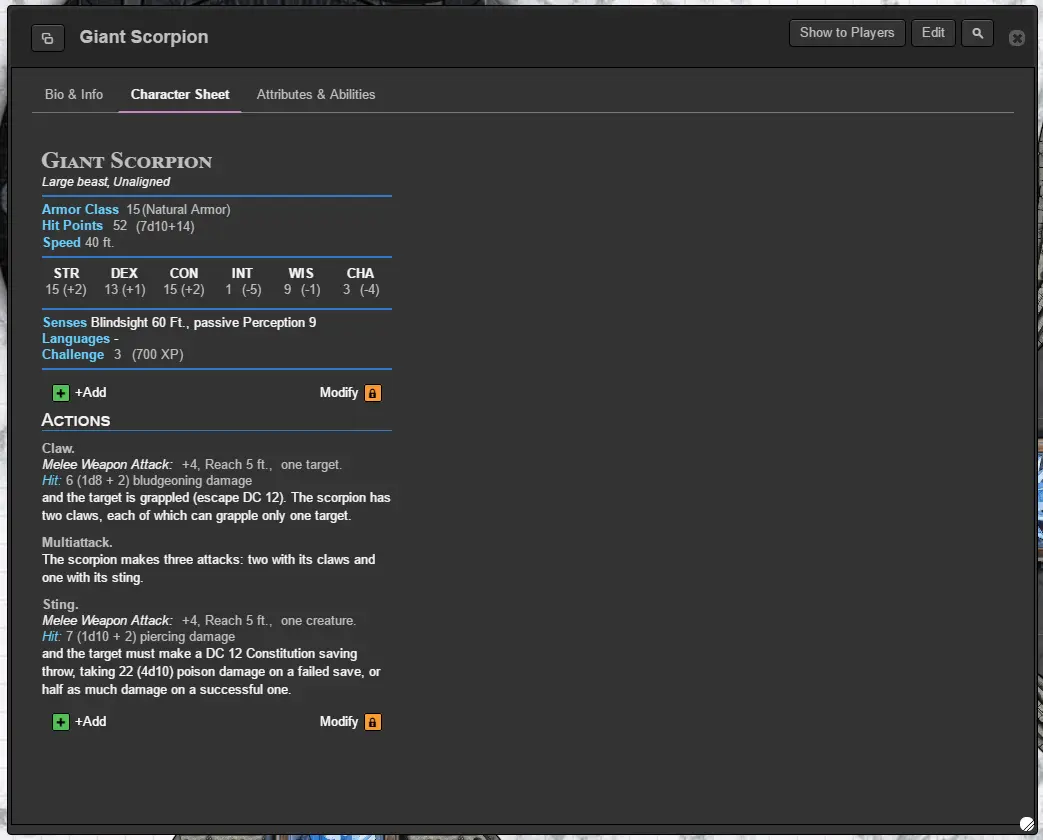 Giant Scorpion
Show to Players
Edit
Bio & Info
Character Sheet
Attributes & Abilities
Giant Scorpion
Large beast, Unaligned
Armor Class 15 (Natural Armor)
Hit Points 52 (7d10+14)
Speed 40 ft.
STR DEX CON INT WIS CHA
15 (+2) 13 (+1) 15 (+2) 1 (-5) 9 (-1) 3 (-4)
Senses Blindsight 60 Ft., passive Perception 9
Languages -
Challenge 3 (700 XP)
+Add
Modify
Actions
Claw.
Melee Weapon Attack: +4, Reach 5 ft., one target.
Hit: 6 (1d8 + 2) bludgeoning damage
and the target is grappled (escape DC 12). The scorpion has
two claws, each of which can grapple only one target.
Multiattack.
The scorpion makes three attacks: two with its claws and
one with its sting.
Sting.
Melee Weapon Attack: +4, Reach 5 ft., one creature.
Hit: 7 (1d10 + 2) piercing damage
and the target must make a DC 12 Constitution saving
throw, taking 22 (4d10) poison damage on a failed save, or
half as much damage on a successful one.
+Add
Modify